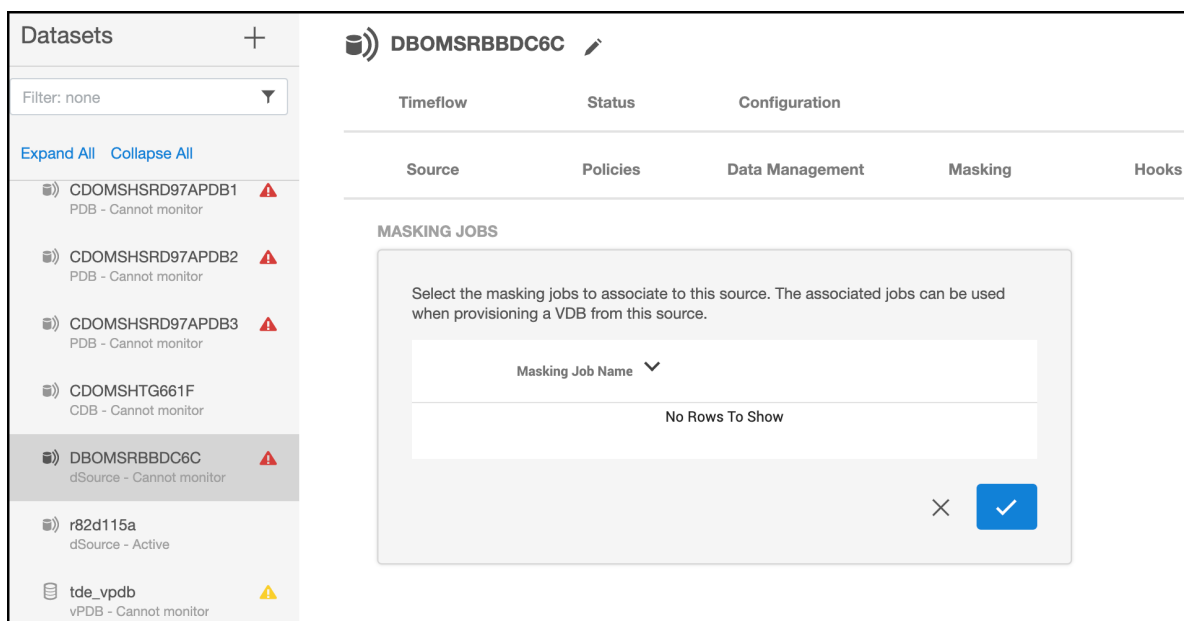 Datasets
Filter: none
Expand All Collapse All
CDOMSHSRD97APDB1
PDB - Cannot monitor
CDOMSHSRD97APDB2
PDB - Cannot monitor
CDOMSHSRD97APDB3
PDB - Cannot monitor
CDOMSHTG661F
CDB - Cannot monitor
DBOMSRBBDC6C
dSource - Cannot monitor
r82d115a
dSource - Active
tde_vpdb
vPDB - Cannot monitor
DBOMSRBBDC6C
Timeflow Status Configuration
Source Policies Data Management Masking Hooks
MASKING JOBS
Select the masking jobs to associate to this source. The associated jobs can be used
when provisioning a VDB from this source.
Masking Job Name
No Rows To Show